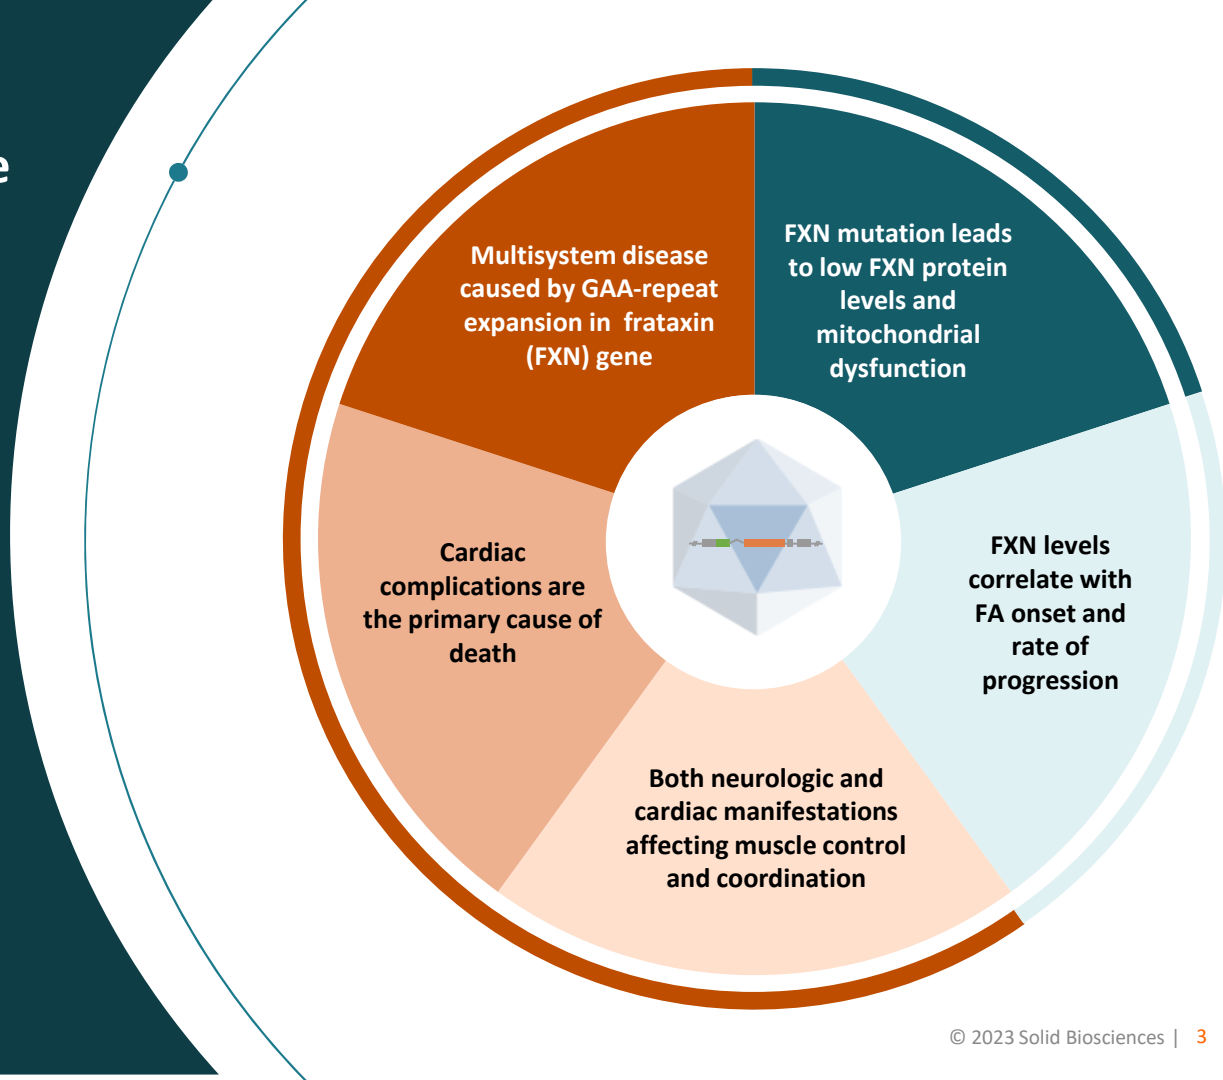 Multisystem disease
caused by GAA-repeat
expansion in frataxin
(FXN) gene
FXN mutation leads
to low FXN protein
levels and
mitochondrial
dysfunction
FXN levels
correlate with
FA onset and
rate of
progression
Both neurologic and
cardiac manifestations
affecting muscle control
and coordination
Cardiac
complications are
the primary cause of
death
© 2023 Solid Biosciences | 3